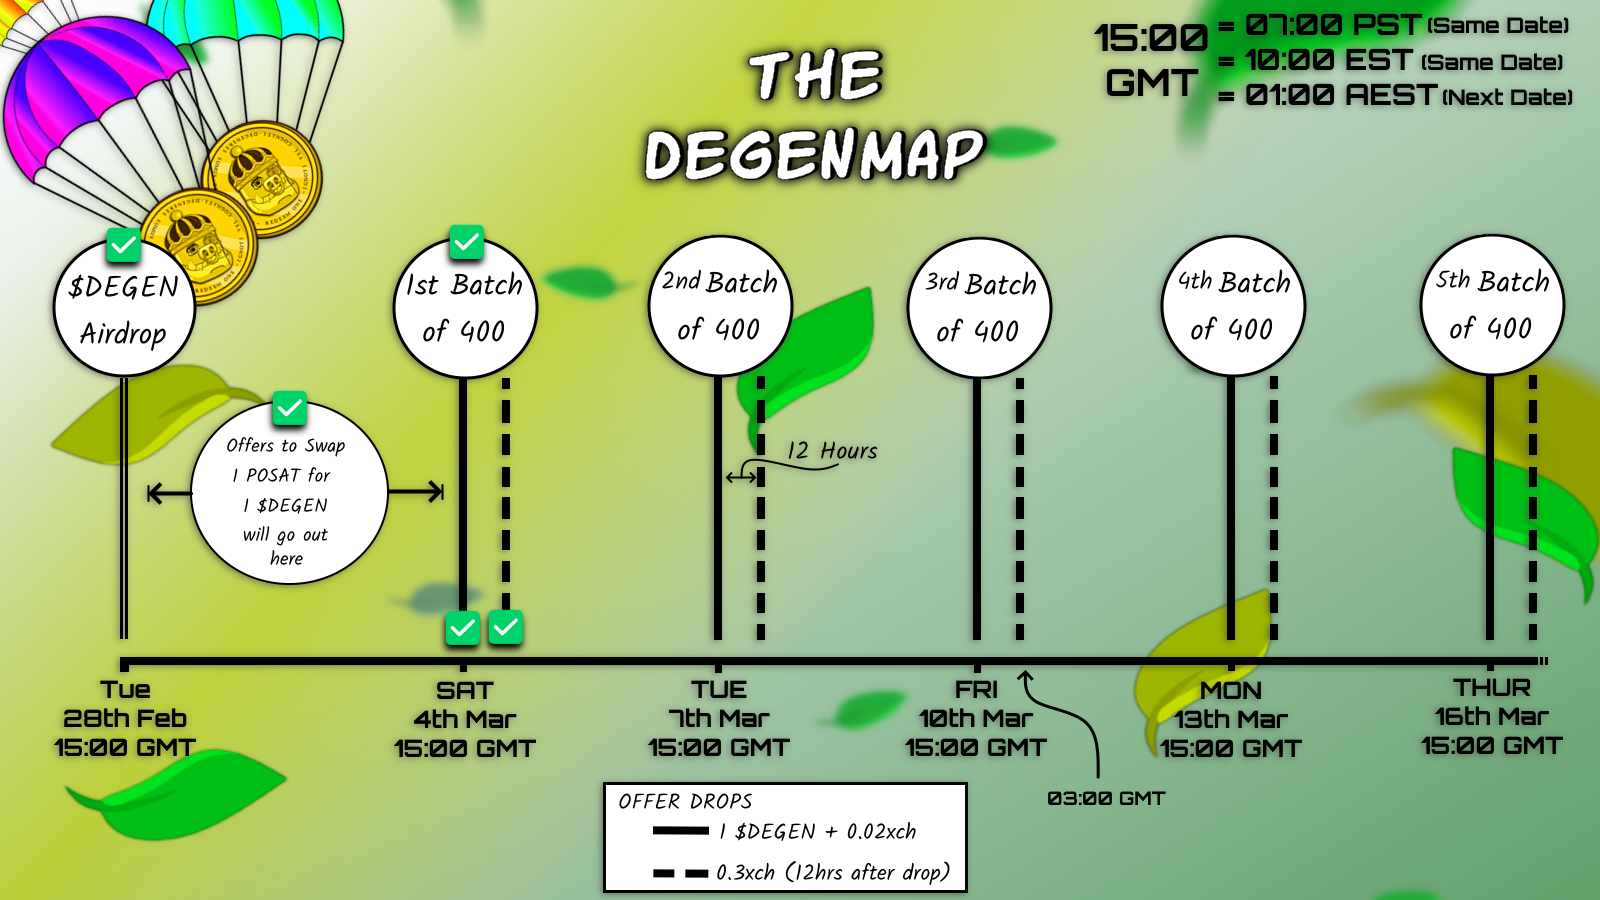 THE
DEGENMAP
15:00
GMT
= 07:00 PST (Same Date)
= 10:00 EST (Same Date)
= 01:00 AEST (Next Date)
$DEGEN
Airdrop
1st Batch
of 400
2nd Batch
of 400
3rd Batch
of 400
4th Batch
of 400
5th Batch
of 400
Offers to Swap
1 POSAT for
1 $DEGEN
will go out
here
12 Hours
Tue
28th Feb
15:00 GMT
SAT
4th Mar
15:00 GMT
TUE
7th Mar
15:00 GMT
FRI
10th Mar
15:00 GMT
MON
13th Mar
15:00 GMT
THUR
16th Mar
15:00 GMT
03:00 GMT
OFFER DROPS
1 $DEGEN + 0.02xch
0.3xch (12hrs after drop)